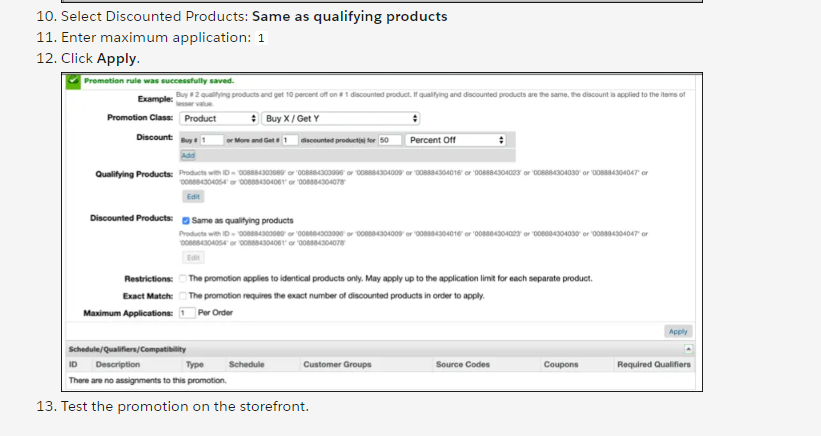 10. Select Discounted Products: Same as qualifying products
11. Enter maximum application: 1
12. Click Apply.
Promotion rule was successfully saved.
Example: Buy # 2 qualifying products and get 10 percent off on # 1 discounted product. If qualifying and discounted products are the same, the discount is applied to the items of
lesser value.
Promotion Class: Product Buy X / Get Y
Discount: Buy # 1 or More and Get # 1 discounted product(s) for 50 Percent Off
Add
Qualifying Products: Products with ID = '008884303989' or '008884303996' or '008884304009' or '008884304016' or '008884304023' or '008884304030' or '008884304047' or
'008884304054' or '008884304061' or '008884304078'
Edit
Discounted Products: Same as qualifying products
Products with ID = '008884303989' or '008884303996' or '008884304009' or '008884304016' or '008884304023' or '008884304030' or '008884304047' or
'008884304054' or '008884304061' or '008884304078'
Edit
Restrictions: The promotion applies to identical products only. May apply up to the application limit for each separate product.
Exact Match: The promotion requires the exact number of discounted products in order to apply.
Maximum Applications: 1 Per Order
Apply
Schedule/Qualifiers/Compatibility
ID Description Type Schedule Customer Groups Source Codes Coupons Required Qualifiers
There are no assignments to this promotion.
13. Test the promotion on the storefront.